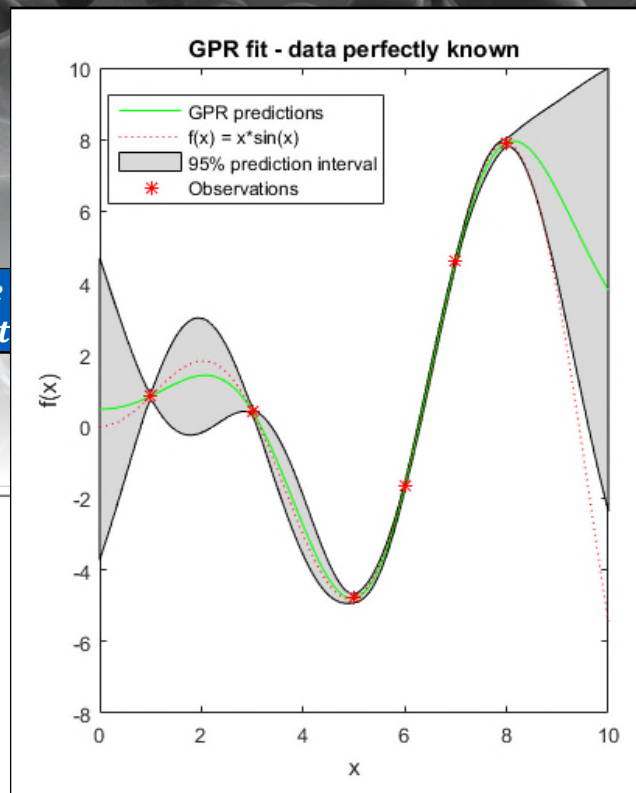 GPR fit - data perfectly known
GPR predictions
f(x) = x*sin(x)
95% prediction interval
Observations
10
8
6
4
2
0
-2
-4
-6
-8
f(x)
0 2 4 6 8 10
x